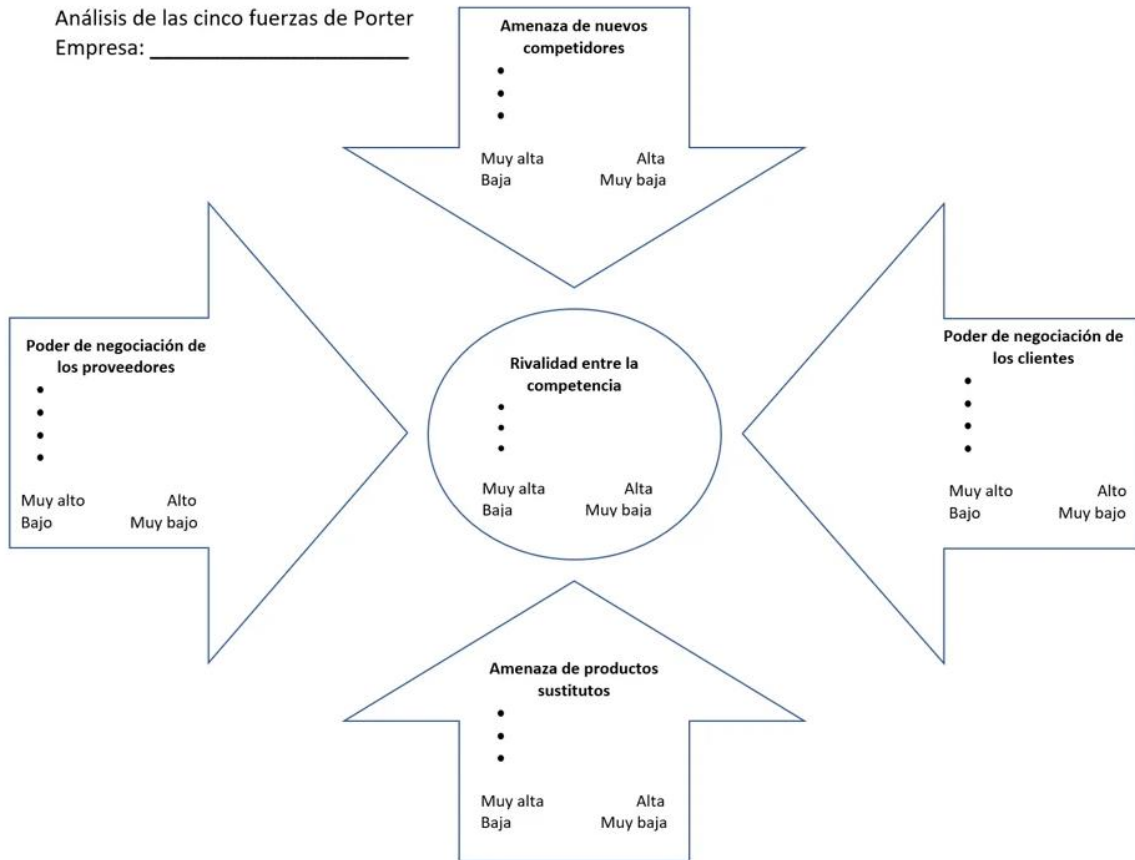 Análisis de las cinco fuerzas de Porter
Empresa: ______________________
Amenaza de nuevos
competidores
•
•
•
Muy alta Alta
Baja Muy baja
Poder de negociación de
los proveedores
•
•
•
•
Muy alto Alto
Bajo Muy bajo
Rivalidad entre la
competencia
•
•
•
Muy alta Alta
Baja Muy baja
Poder de negociación de
los clientes
•
•
•
•
Muy alto Alto
Bajo Muy bajo
Amenaza de productos
sustitutos
•
•
•
Muy alta Alta
Baja Muy baja